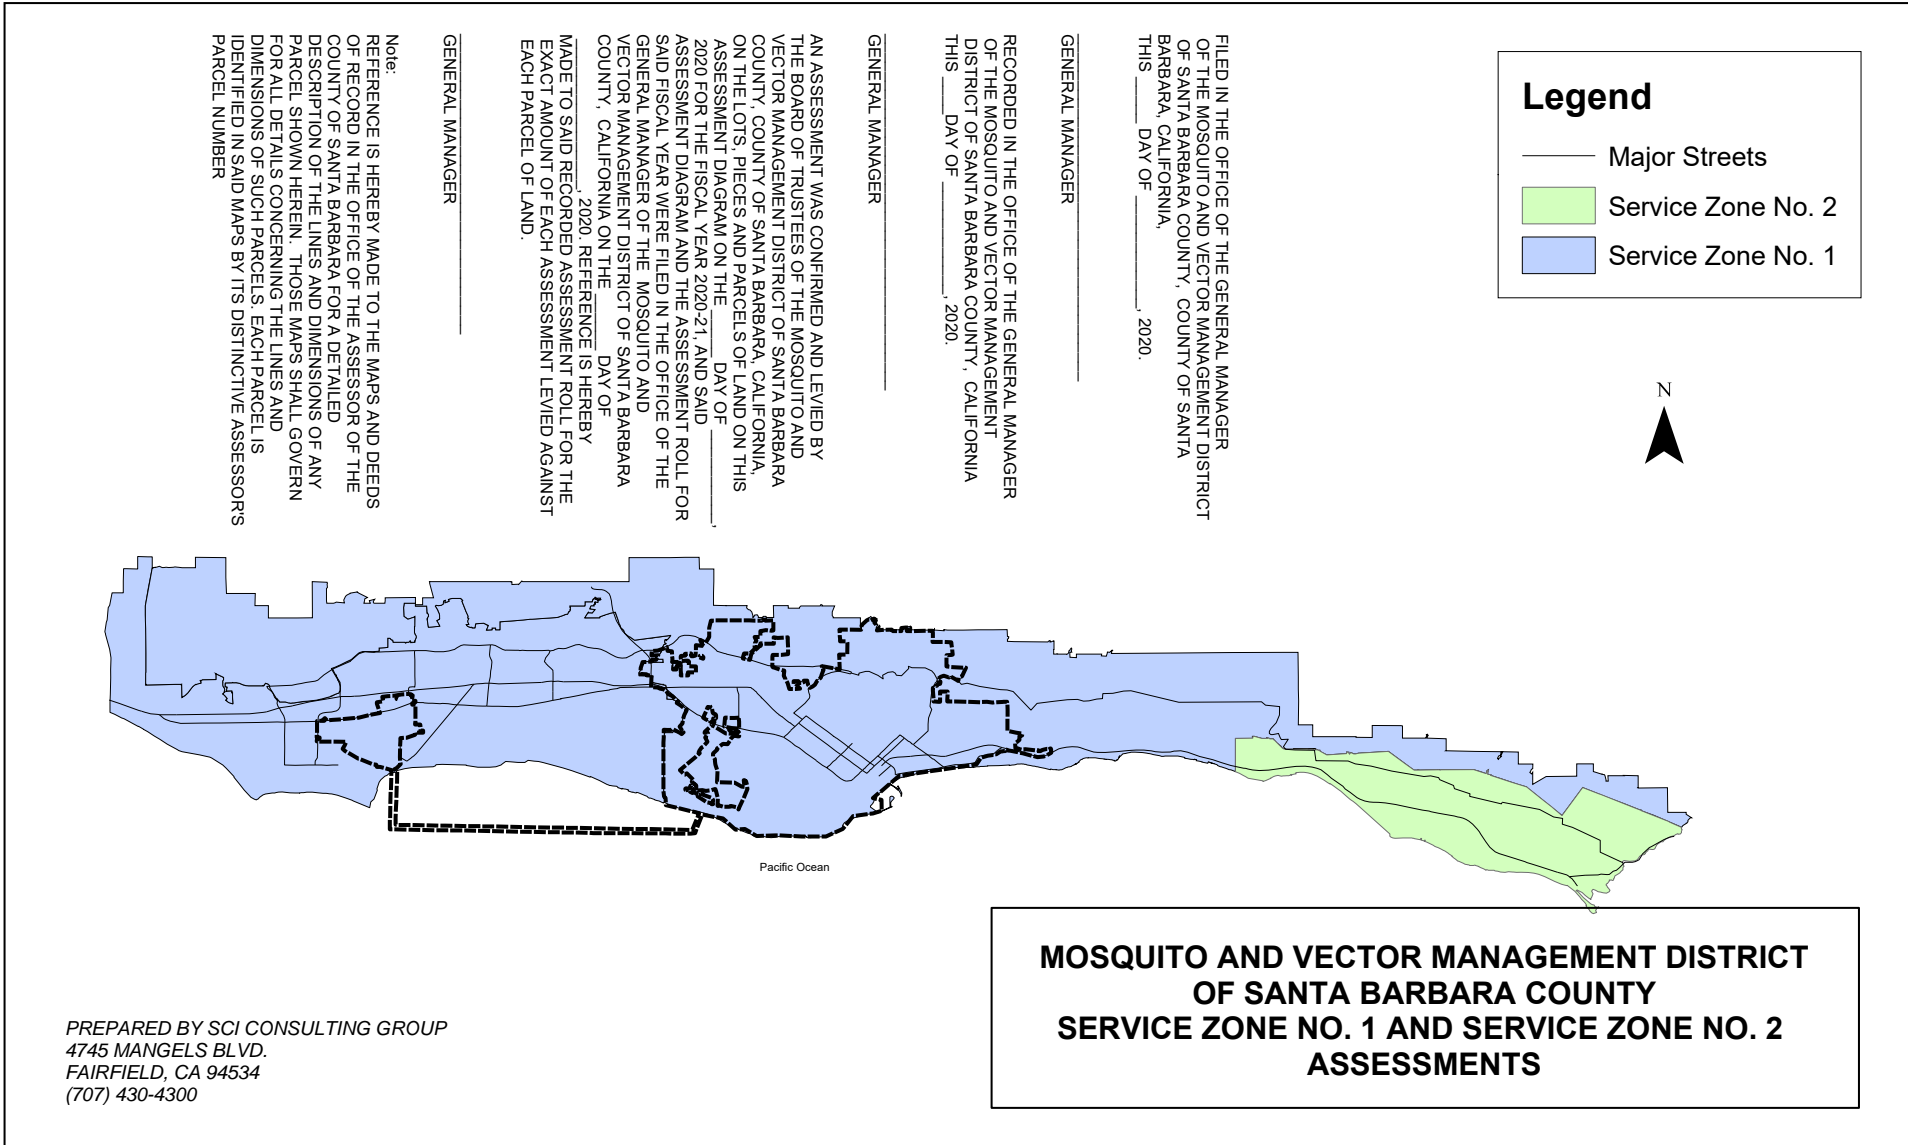 FILED IN THE OFFICE OF THE GENERAL MANAGER
OF THE MOSQUITO AND VECTOR MANAGEMENT DISTRICT
OF SANTA BARBARA COUNTY, COUNTY OF SANTA
BARBARA, CALIFORNIA,
THIS ______ DAY OF ____________, 2020.
GENERAL MANAGER
RECORDED IN THE OFFICE OF THE GENERAL MANAGER
OF THE MOSQUITO AND VECTOR MANAGEMENT
DISTRICT OF SANTA BARBARA COUNTY, CALIFORNIA
THIS _____ DAY OF ____________, 2020.
GENERAL MANAGER
AN ASSESSMENT WAS CONFIRMED AND LEVIED BY
THE BOARD OF TRUSTEES OF THE MOSQUITO AND
VECTOR MANAGEMENT DISTRICT OF SANTA BARBARA
COUNTY, COUNTY OF SANTA BARBARA, CALIFORNIA,
ON THE LOTS, PIECES AND PARCELS OF LAND ON THIS
ASSESSMENT DIAGRAM ON THE ______ DAY OF __________,
2020 FOR THE FISCAL YEAR 2020-21, AND SAID
ASSESSMENT DIAGRAM AND THE ASSESSMENT ROLL FOR
SAID FISCAL YEAR WERE FILED IN THE OFFICE OF THE
GENERAL MANAGER OF THE MOSQUITO AND
VECTOR MANAGEMENT DISTRICT OF SANTA BARBARA
COUNTY, CALIFORNIA ON THE ______ DAY OF
________________, 2020. REFERENCE IS HEREBY
MADE TO SAID RECORDED ASSESSMENT ROLL FOR THE
EXACT AMOUNT OF EACH ASSESSMENT LEVIED AGAINST
EACH PARCEL OF LAND.
GENERAL MANAGER
Note:
REFERENCE IS HEREBY MADE TO THE MAPS AND DEEDS
OF RECORD IN THE OFFICE OF THE ASSESSOR OF THE
COUNTY OF SANTA BARBARA FOR A DETAILED
DESCRIPTION OF THE LINES AND DIMENSIONS OF ANY
PARCEL SHOWN HEREIN. THOSE MAPS SHALL GOVERN
FOR ALL DETAILS CONCERNING THE LINES AND
DIMENSIONS OF SUCH PARCELS. EACH PARCEL IS
IDENTIFIED IN SAID MAPS BY ITS DISTINCTIVE ASSESSOR'S
PARCEL NUMBER
Legend
Major Streets
Service Zone No. 2
Service Zone No. 1
N
Pacific Ocean
MOSQUITO AND VECTOR MANAGEMENT DISTRICT
OF SANTA BARBARA COUNTY
SERVICE ZONE NO. 1 AND SERVICE ZONE NO. 2
ASSESSMENTS
PREPARED BY SCI CONSULTING GROUP
4745 MANGELS BLVD.
FAIRFIELD, CA 94534
(707) 430-4300